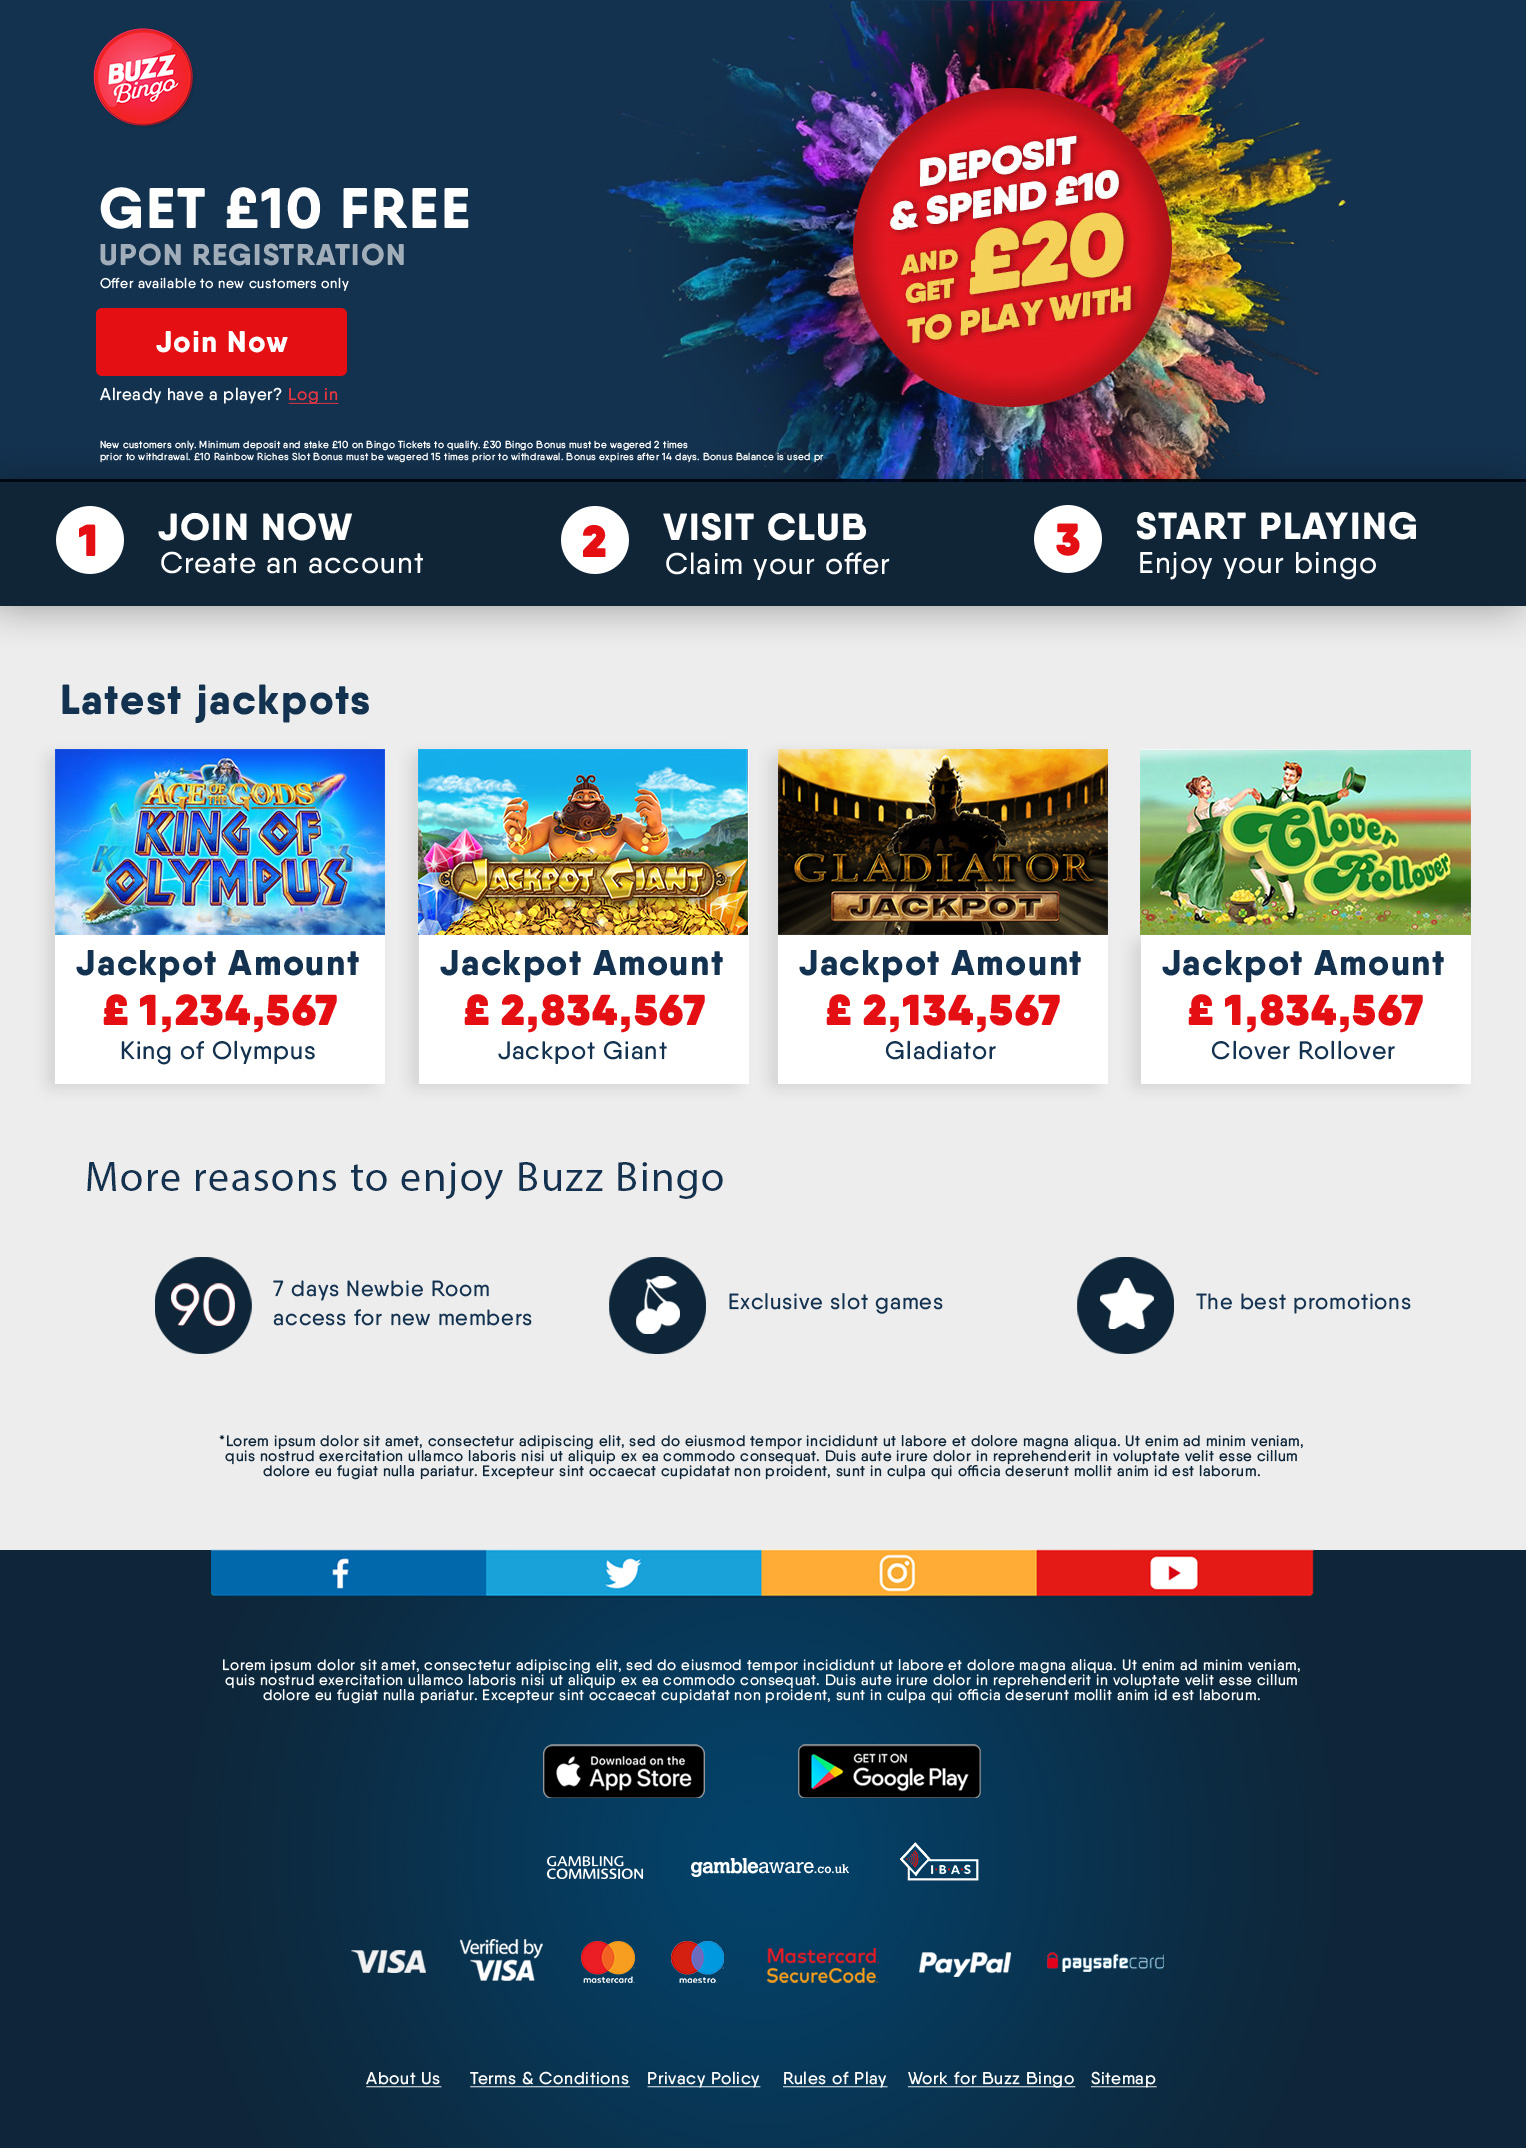 BUZZ
Bingo
GET £10 FREE
UPON REGISTRATION
Offer available to new customers only
Join Now
Already have a player? Log in
New customers only. Minimum deposit and stake £10 on Bingo Tickets to qualify. £30 Bingo Bonus must be wagered 2 times
prior to withdrawal. £10 Rainbow Riches Slot Bonus must be wagered 15 times prior to withdrawal. Bonus expires after 14 days. Bonus Balance is used pr
DEPOSIT
& SPEND £10
AND GET £20
TO PLAY WITH
1 JOIN NOW
Create an account
2 VISIT CLUB
Claim your offer
3 START PLAYING
Enjoy your bingo
Latest jackpots
AGE OF THE GODS
KING OF
OLYMPUS
Jackpot Amount
£ 1,234,567
King of Olympus
JACKPOT GIANT
Jackpot Amount
£ 2,834,567
Jackpot Giant
GLADIATOR
JACKPOT
Jackpot Amount
£ 2,134,567
Gladiator
Clover
Rollover
Jackpot Amount
£ 1,834,567
Clover Rollover
More reasons to enjoy Buzz Bingo
90
7 days Newbie Room
access for new members
Exclusive slot games
The best promotions
*Lorem ipsum dolor sit amet, consectetur adipiscing elit, sed do eiusmod tempor incididunt ut labore et dolore magna aliqua. Ut enim ad minim veniam,
quis nostrud exercitation ullamco laboris nisi ut aliquip ex ea commodo consequat. Duis aute irure dolor in reprehenderit in voluptate velit esse cillum
dolore eu fugiat nulla pariatur. Excepteur sint occaecat cupidatat non proident, sunt in culpa qui officia deserunt mollit anim id est laborum.
Lorem ipsum dolor sit amet, consectetur adipiscing elit, sed do eiusmod tempor incididunt ut labore et dolore magna aliqua. Ut enim ad minim veniam,
quis nostrud exercitation ullamco laboris nisi ut aliquip ex ea commodo consequat. Duis aute irure dolor in reprehenderit in voluptate velit esse cillum
dolore eu fugiat nulla pariatur. Excepteur sint occaecat cupidatat non proident, sunt in culpa qui officia deserunt mollit anim id est laborum.
Download on the
App Store
GET IT ON
Google Play
GAMBLING
COMMISSION
gambleaware.co.uk
IBAS
VISA
Verified by
VISA
mastercard
maestro
Mastercard
SecureCode
PayPal
paysafecard
About Us Terms & Conditions Privacy Policy Rules of Play Work for Buzz Bingo Sitemap